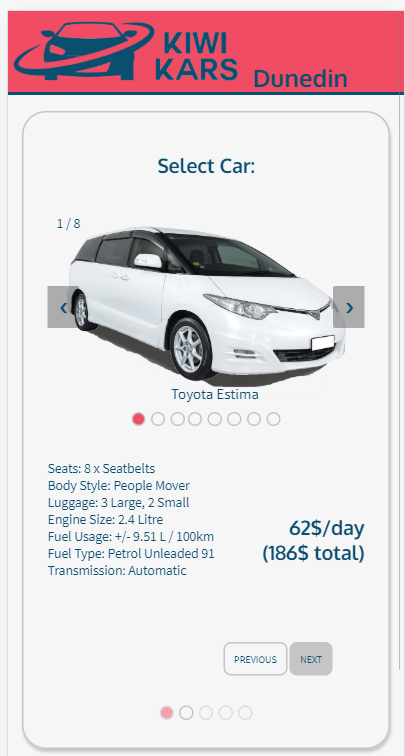 KIWI
KARS
Dunedin
Select Car:
1 / 8
‹
›
Toyota Estima
Seats: 8 x Seatbelts
Body Style: People Mover
Luggage: 3 Large, 2 Small
Engine Size: 2.4 Litre
Fuel Usage: +/- 9.51 L / 100km
Fuel Type: Petrol Unleaded 91
Transmission: Automatic
62$/day
(186$ total)
PREVIOUS
NEXT